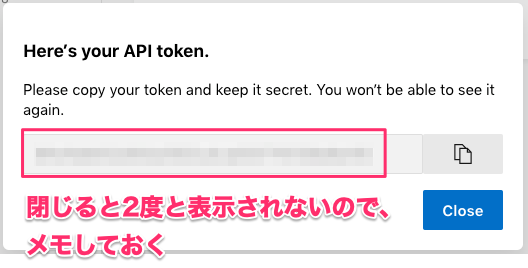 Here's your API token.
Please copy your token and keep it secret. You won't be able to see it
again.
閉じると2度と表示されないので、
メモしておく
Close